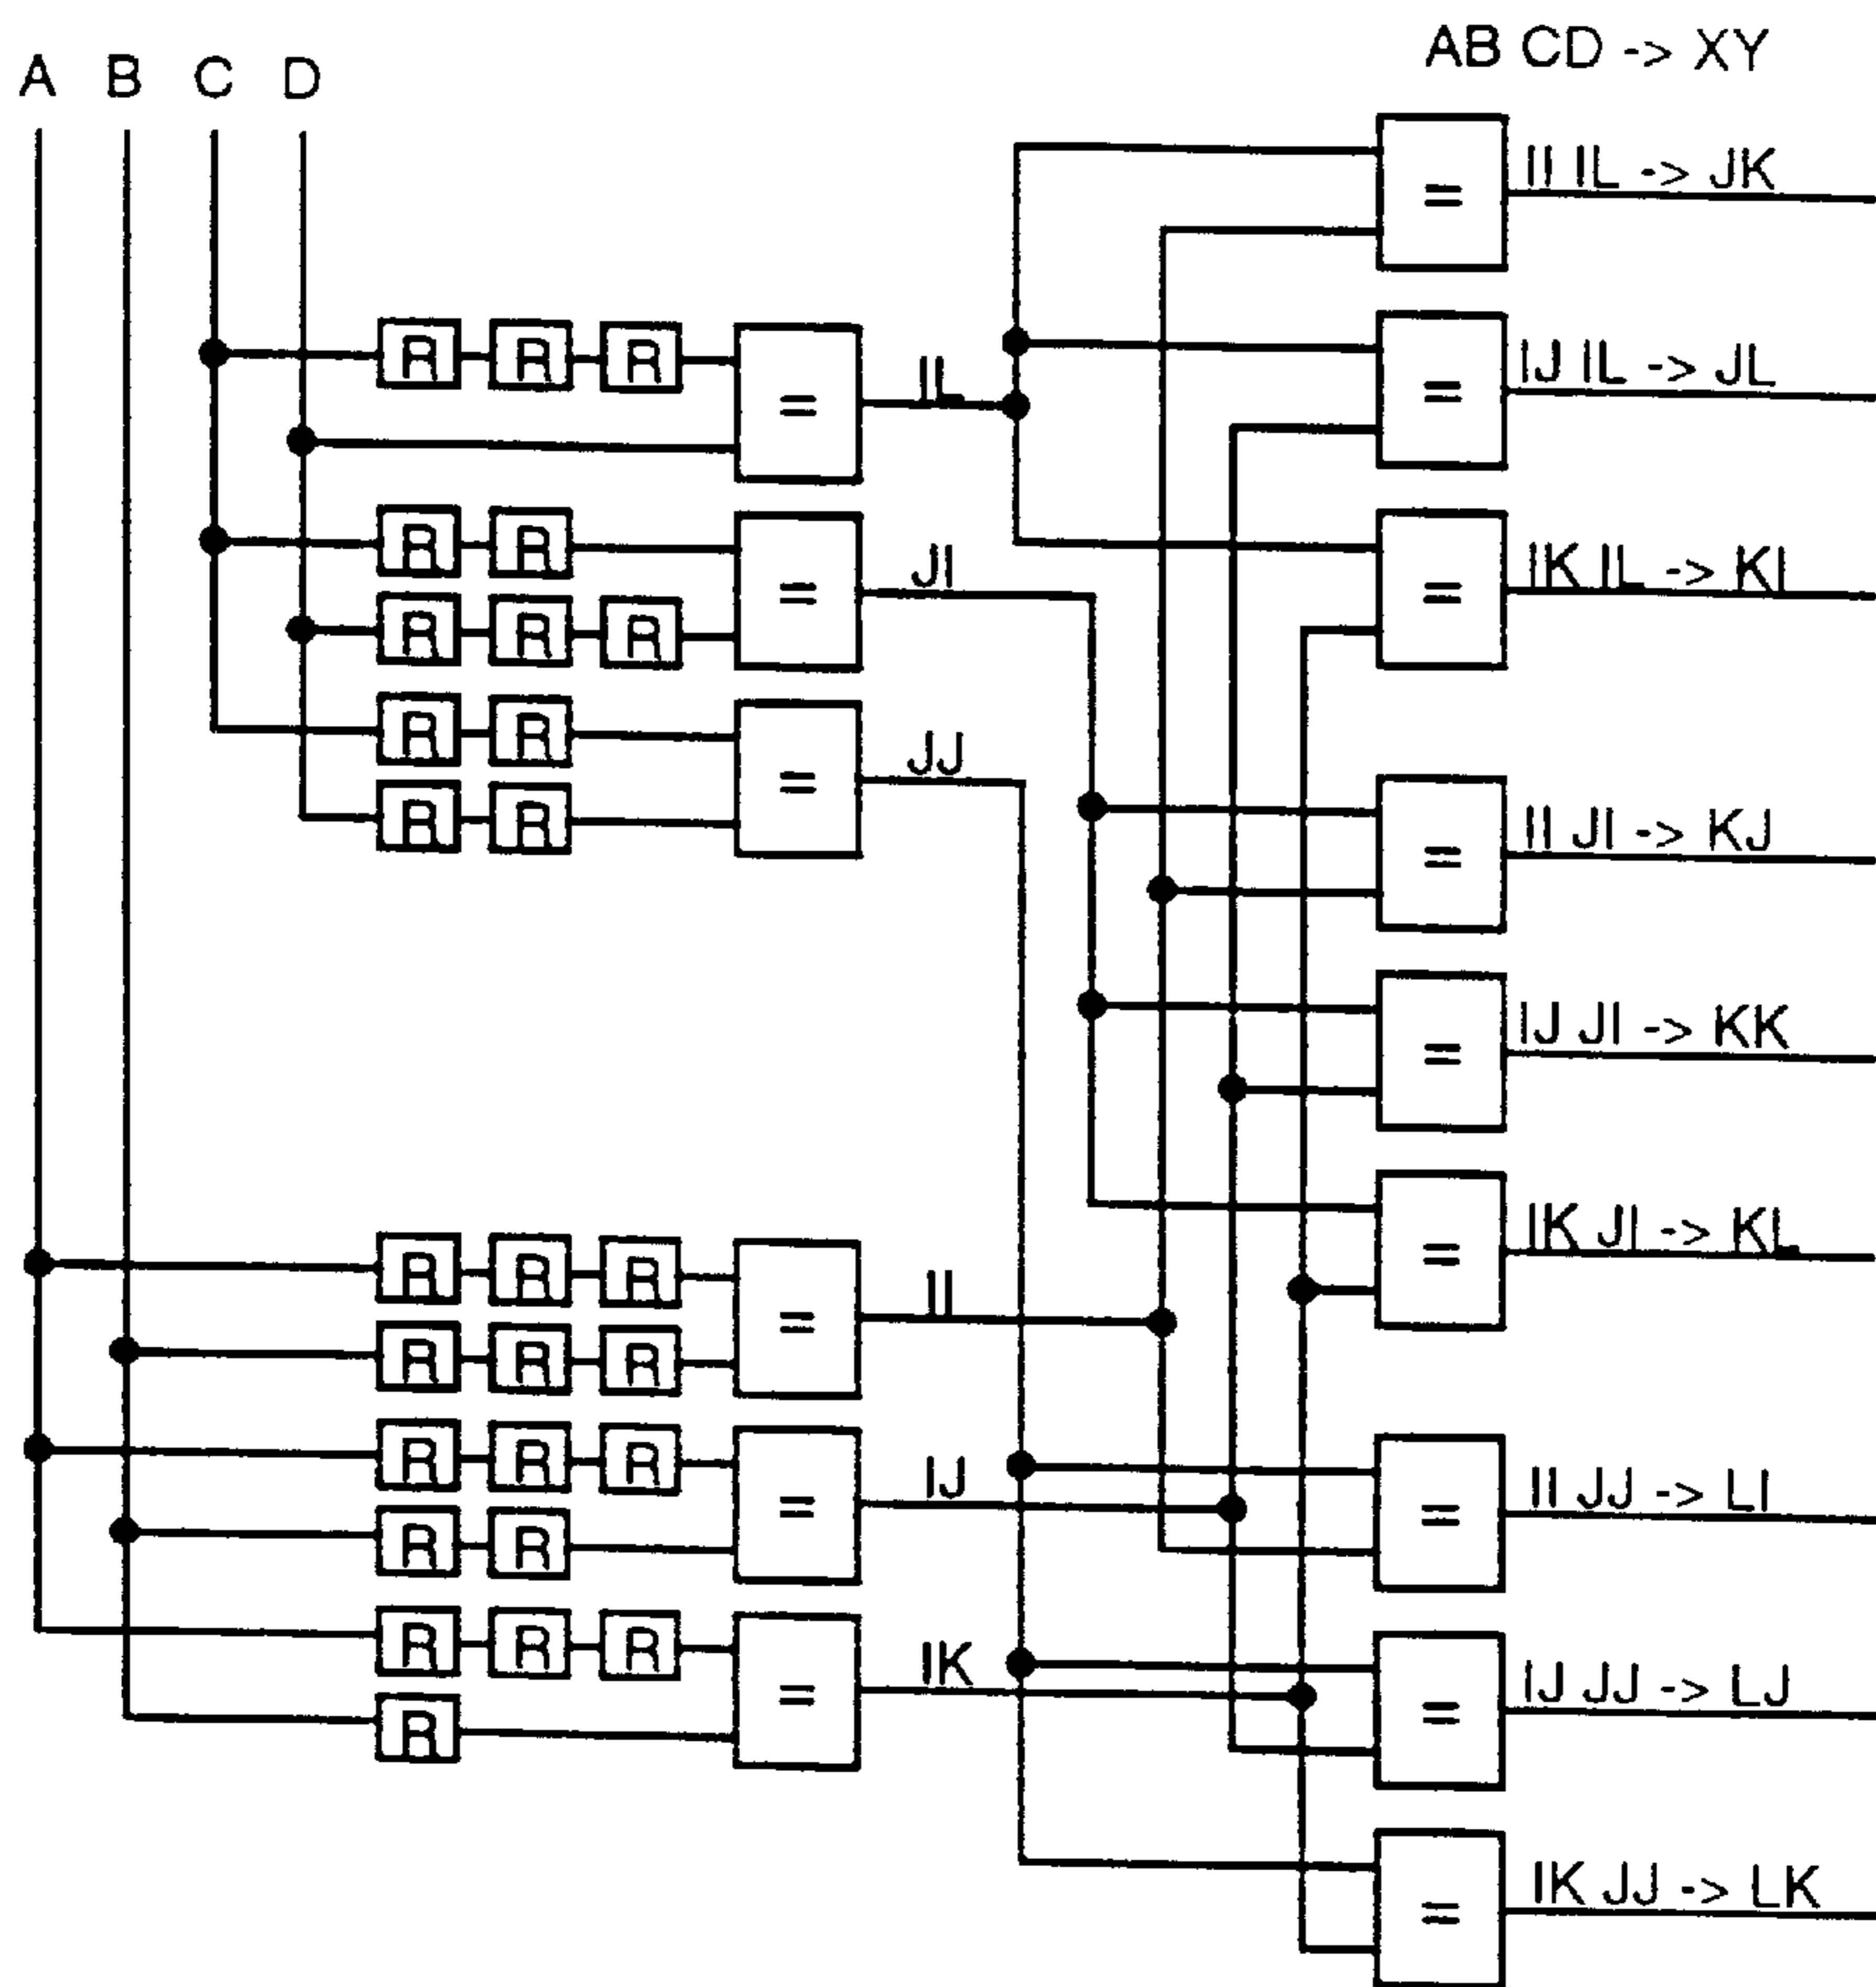 AB CD -> XY
A B C D
II IL -> JK
R R R = IL
=
IJ IL -> JL
=
R R = JI
R R R
IK IL -> KI
=
R R = JJ
R R
II JI -> KJ
=
IJ JI -> KK
=
IK JI -> KL
=
R R R = II
R R R
R R R = IJ
R R
II JJ -> LI
=
R R R = IK
R
IJ JJ -> LJ
=
IK JJ -> LK
=